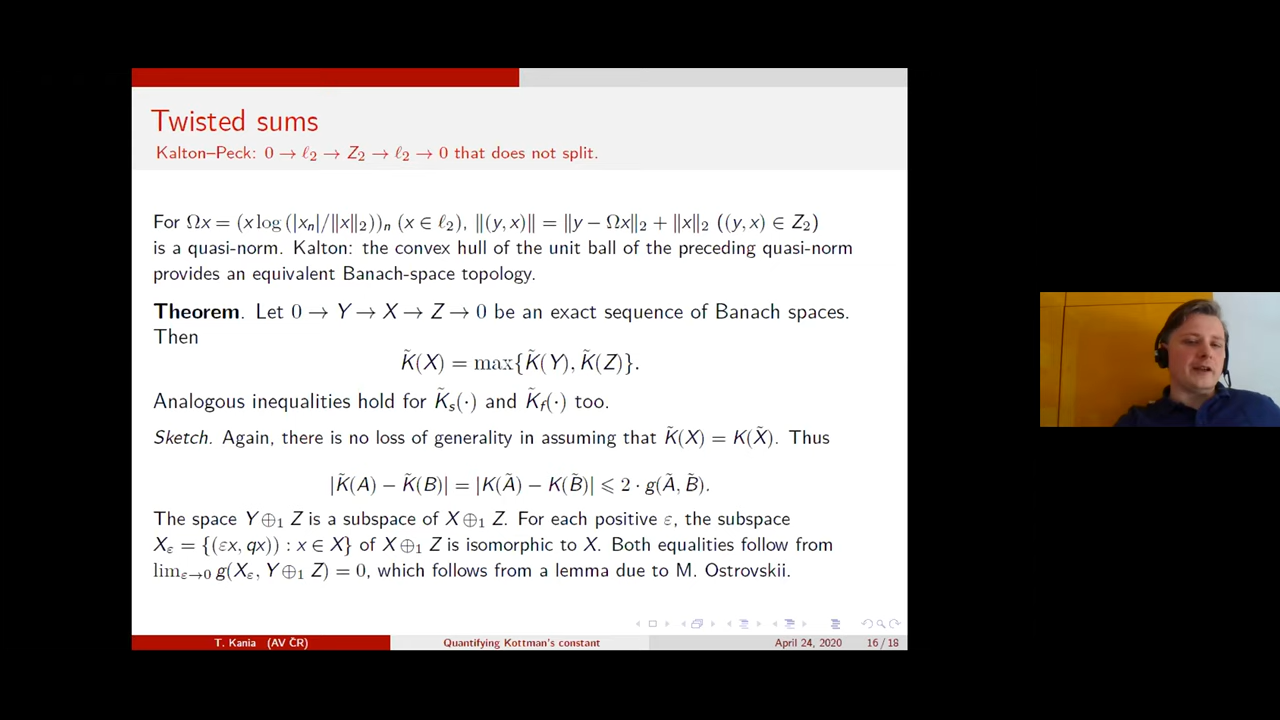 Twisted sums
Kalton–Peck: 0 → ℓ₂ → Z₂ → ℓ₂ → 0 that does not split.
For Ωx = (x log (|xₙ|/‖x‖₂))ₙ (x ∈ ℓ₂), ‖(y, x)‖ = ‖y − Ωx‖₂ + ‖x‖₂ ((y, x) ∈ Z₂)
is a quasi-norm. Kalton: the convex hull of the unit ball of the preceding quasi-norm
provides an equivalent Banach-space topology.
Theorem. Let 0 → Y → X → Z → 0 be an exact sequence of Banach spaces.
Then
K̃(X) = max{K̃(Y), K̃(Z)}.
Analogous inequalities hold for K̃ₛ(·) and K̃_f(·) too.
Sketch. Again, there is no loss of generality in assuming that K̃(X) = K(X̃). Thus
|K̃(A) − K̃(B)| = |K(Ã) − K(B̃)| ⩽ 2 · g(Ã, B̃).
The space Y ⊕₁ Z is a subspace of X ⊕₁ Z. For each positive ε, the subspace
X_ε = {(εx, qx)) : x ∈ X} of X ⊕₁ Z is isomorphic to X. Both equalities follow from
lim_ε→0 g(X_ε, Y ⊕₁ Z) = 0, which follows from a lemma due to M. Ostrovskii.
T. Kania (AV ČR) Quantifying Kottman's constant April 24, 2020 16 / 18